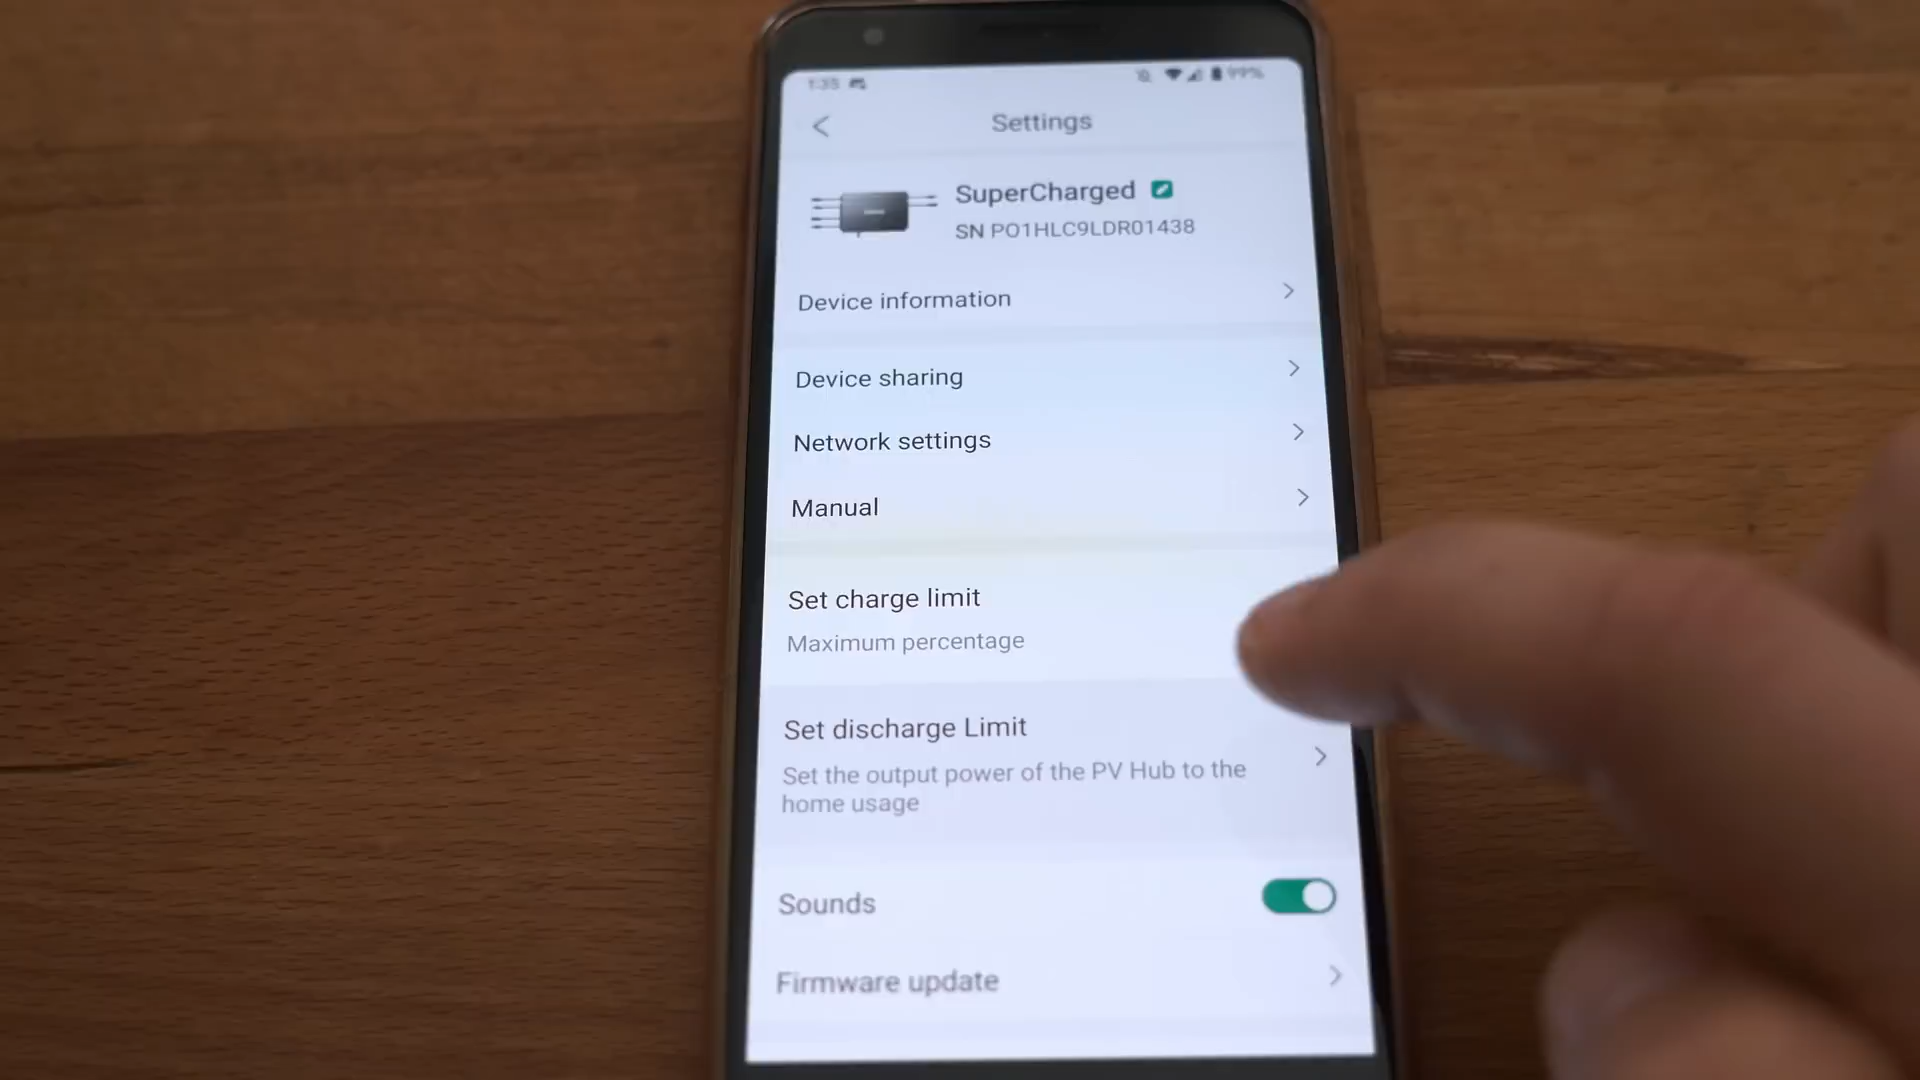 1:35 99%
Settings
SuperCharged
SN PO1HLC9LDR01438
Device information
Device sharing
Network settings
Manual
Set charge limit
Maximum percentage
Set discharge Limit
Set the output power of the PV Hub to the
home usage
Sounds
Firmware update